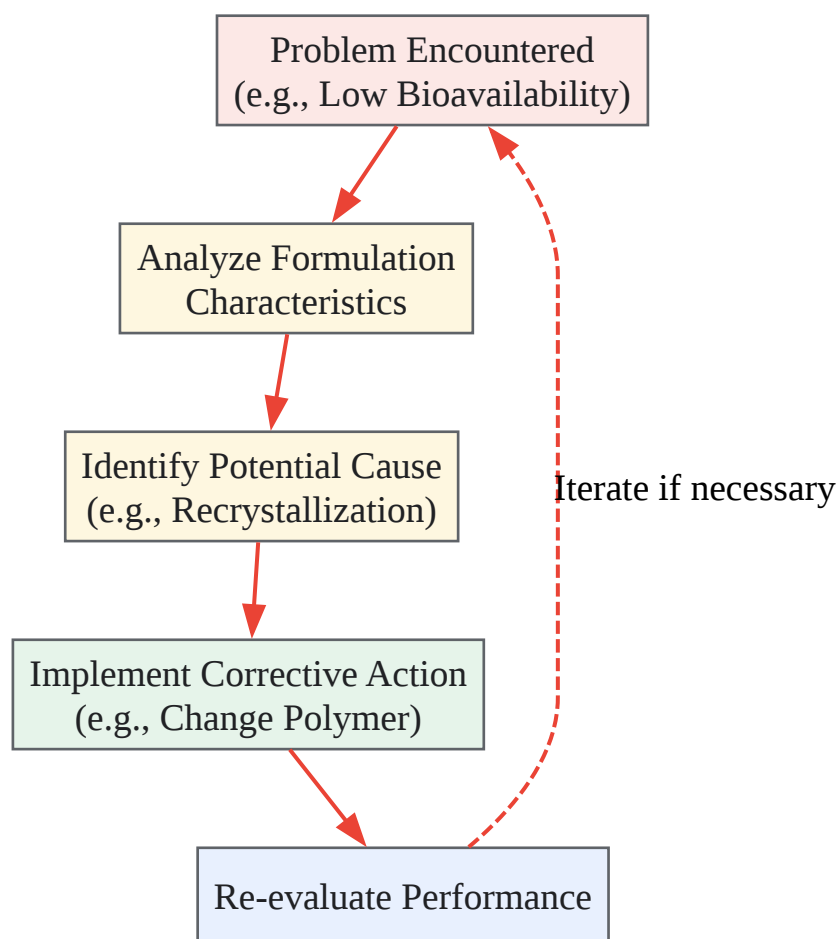 Problem Encountered
(e.g., Low Bioavailability)
Analyze Formulation
Characteristics
Identify Potential Cause
(e.g., Recrystallization)
Iterate if necessary
Implement Corrective Action
(e.g., Change Polymer)
Re-evaluate Performance